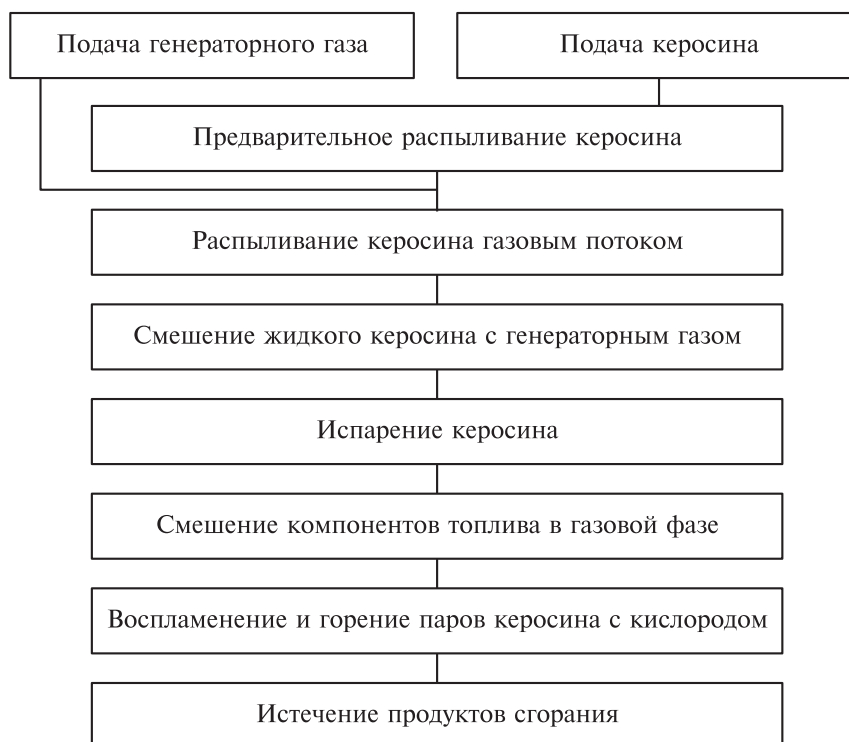 Подача генераторного газа
Подача керосина
Предварительное распыливание керосина
Распыливание керосина газовым потоком
Смешение жидкого керосина с генераторным газом
Испарение керосина
Смешение компонентов топлива в газовой фазе
Воспламенение и горение паров керосина с кислородом
Истечение продуктов сгорания